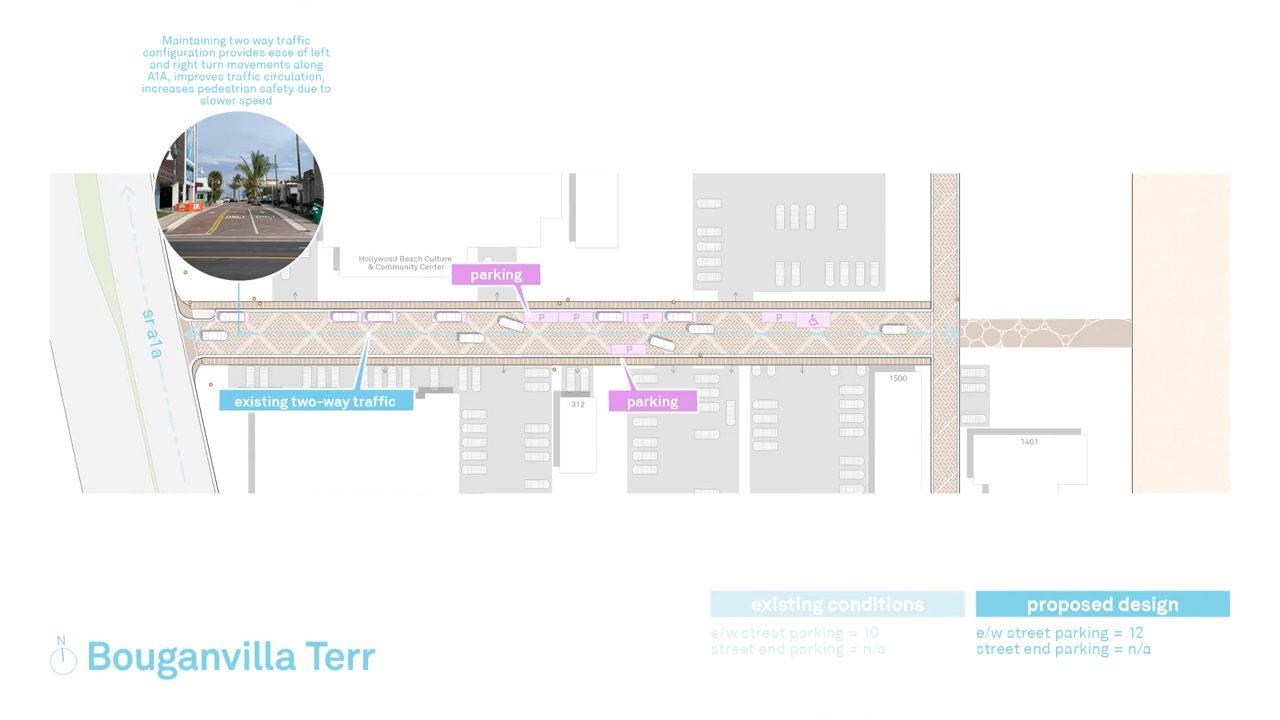 Maintaining two way traffic
configuration provides ease of left
and right turn movements along
A1A, improves traffic circulation,
increases pedestrian safety due to
slower speed
ONLY ONLY
Hollywood Beach Culture
& Community Center
parking
P P P P
sr a1a
P
existing two-way traffic
parking
312
1500
1401
existing conditions
e/w street parking = 10
street end parking = n/a
proposed design
e/w street parking = 12
street end parking = n/a
N
Bouganvilla Terr